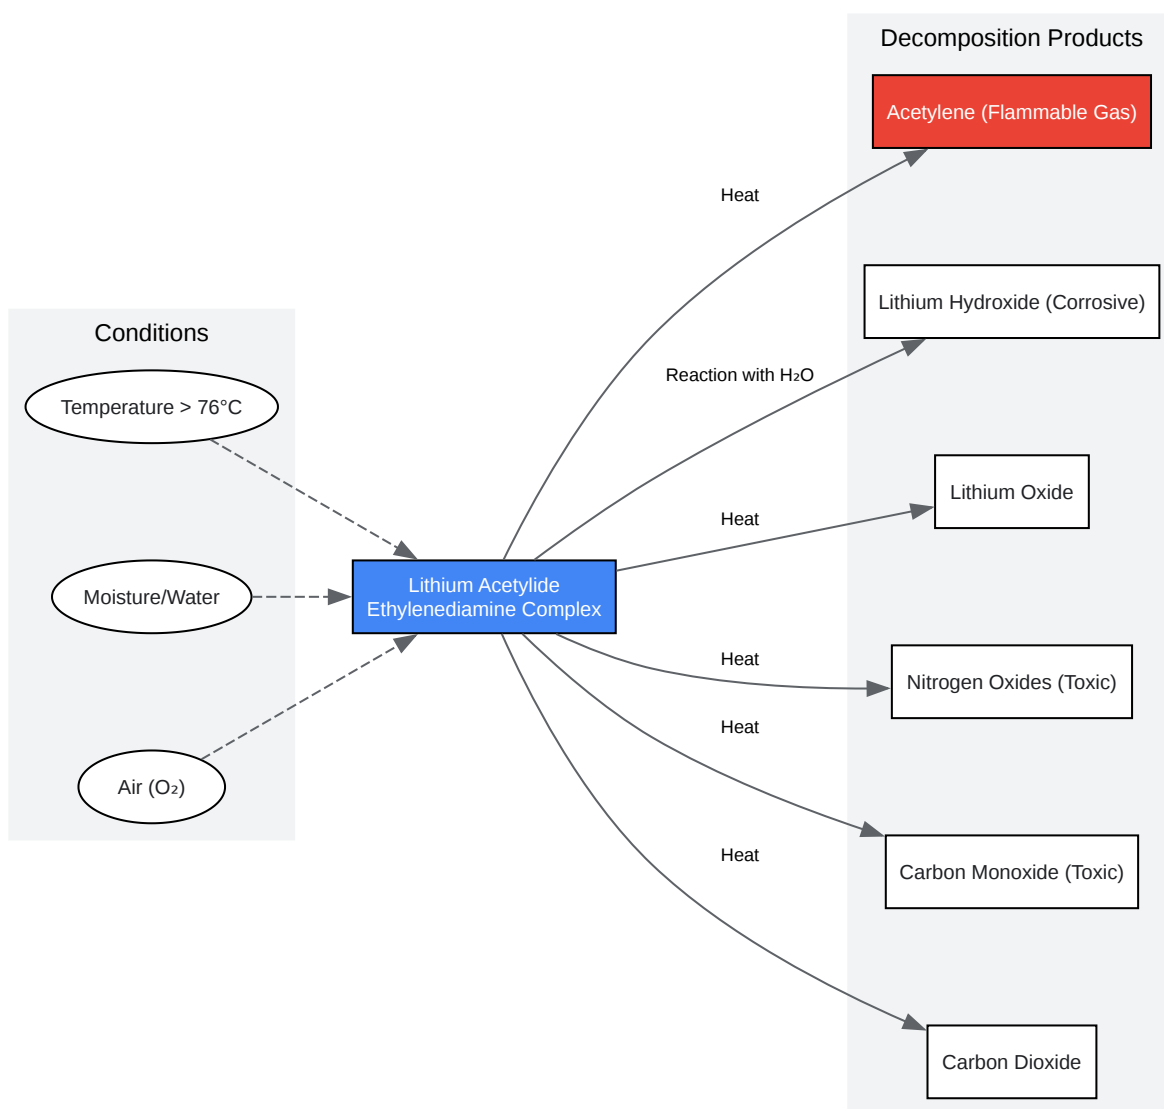 Conditions
Temperature > 76°C
Moisture/Water
Air (O₂)
Lithium Acetylide
Ethylenediamine Complex
Heat
Reaction with H₂O
Heat
Heat
Heat
Heat
Decomposition Products
Acetylene (Flammable Gas)
Lithium Hydroxide (Corrosive)
Lithium Oxide
Nitrogen Oxides (Toxic)
Carbon Monoxide (Toxic)
Carbon Dioxide